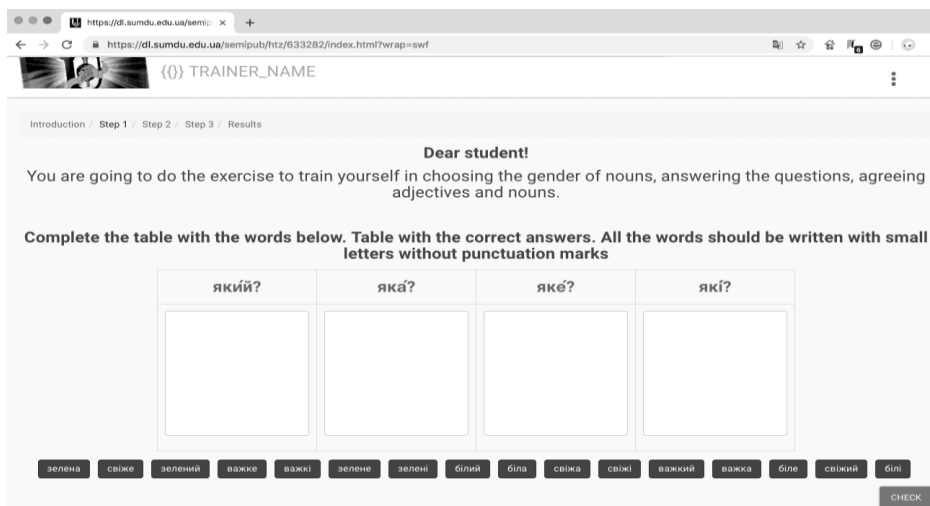 https://dl.sumdu.edu.ua/semip
https://dl.sumdu.edu.ua/semipub/htz/633282/index.html?wrap=swf
{{}} TRAINER_NAME
Introduction / Step 1 / Step 2 / Step 3 / Results
Dear student!
You are going to do the exercise to train yourself in choosing the gender of nouns, answering the questions, agreeing
adjectives and nouns.
Complete the table with the words below. Table with the correct answers. All the words should be written with small
letters without punctuation marks
яки́й? яка́? яке́? які́?
зелена свіже зелений важке важкі зелене зелені білий біла свіжа свіжі важкий важка біле свіжий білі
CHECK